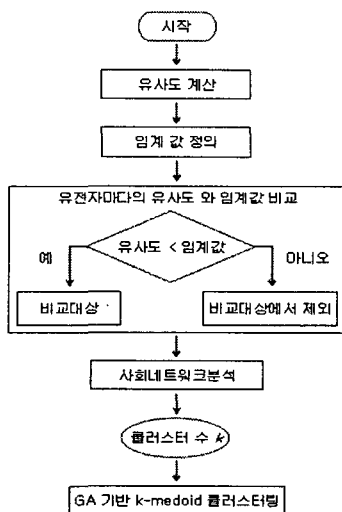 시작
유사도 계산
임계 값 정의
유전자마다의 유사도 와 임계값 비교
유사도 < 임계값
예
아니오
비교대상
비교대상에서 제외
사회네트워크분석
클러스터 수 k
GA 기반 k-medoid 클러스터링